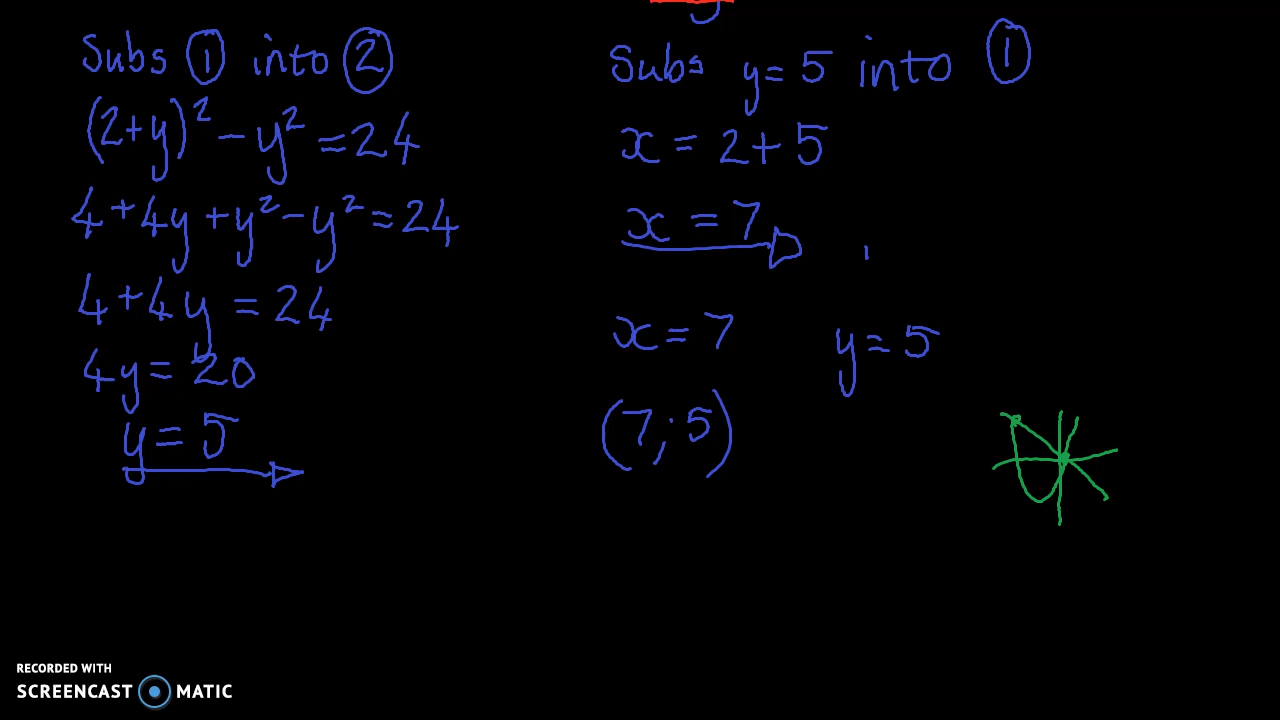 Subs ① into ②
(2+y)² - y² = 24
4 + 4y + y² - y² = 24
4 + 4y = 24
4y = 20
y = 5
Subs y = 5 into ①
x = 2 + 5
x = 7
x = 7 y = 5
(7; 5)
RECORDED WITH
SCREENCAST MATIC